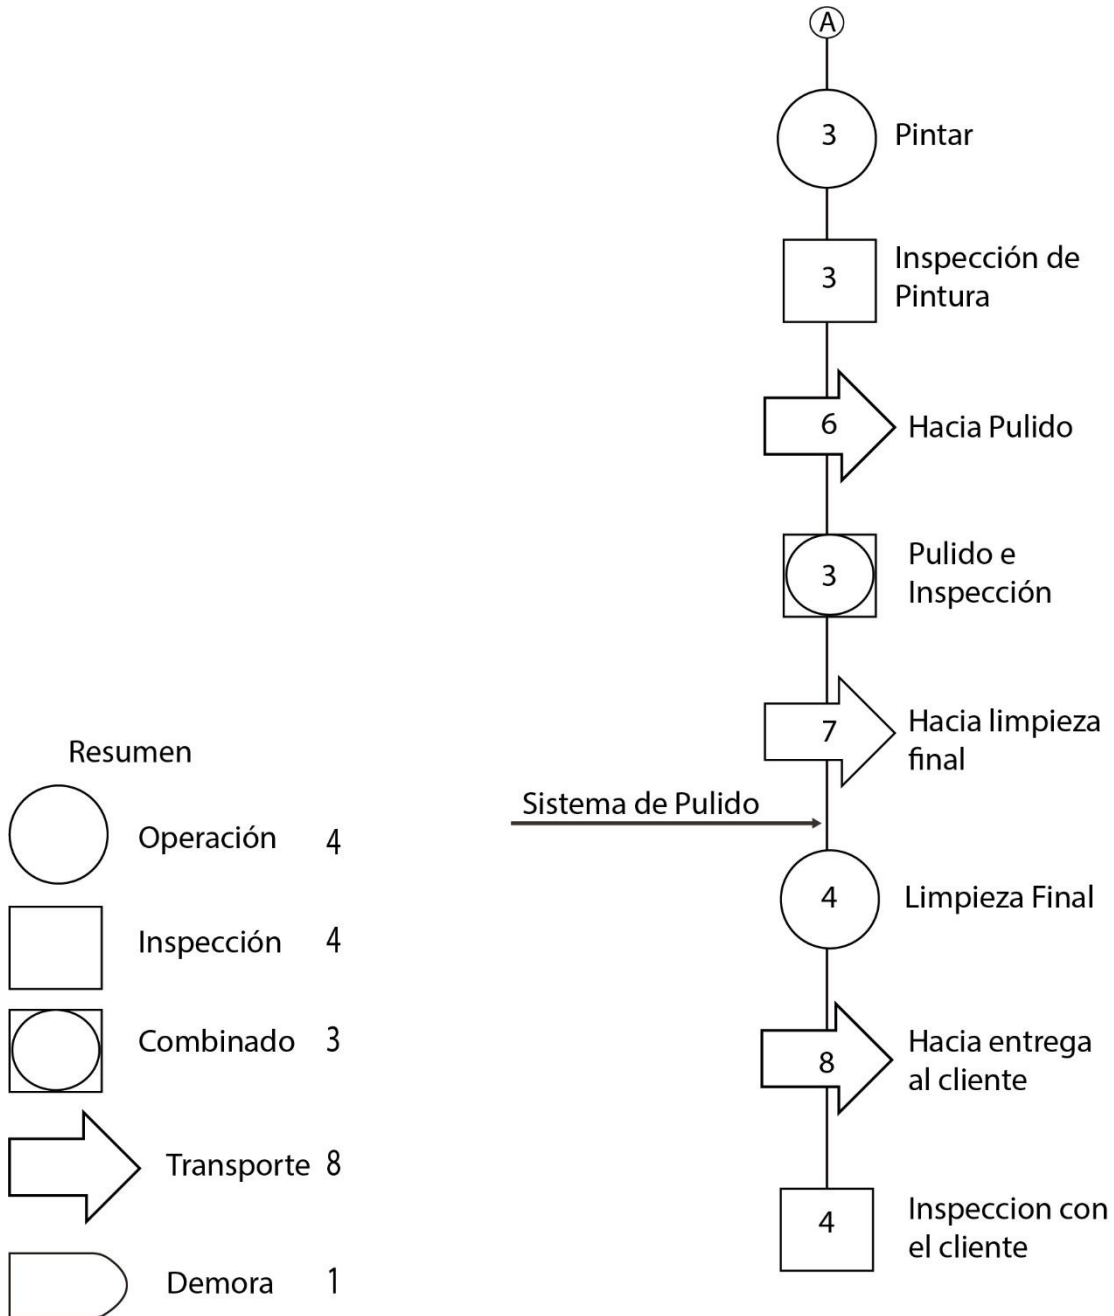 A
3 Pintar
3
Inspección de
Pintura
6 Hacia Pulido
3
Pulido e
Inspección
7
Hacia limpieza
final
Sistema de Pulido
4 Limpieza Final
8
Hacia entrega
al cliente
4
Inspeccion con
el cliente
Resumen
Operación 4
Inspección 4
Combinado 3
Transporte 8
Demora 1